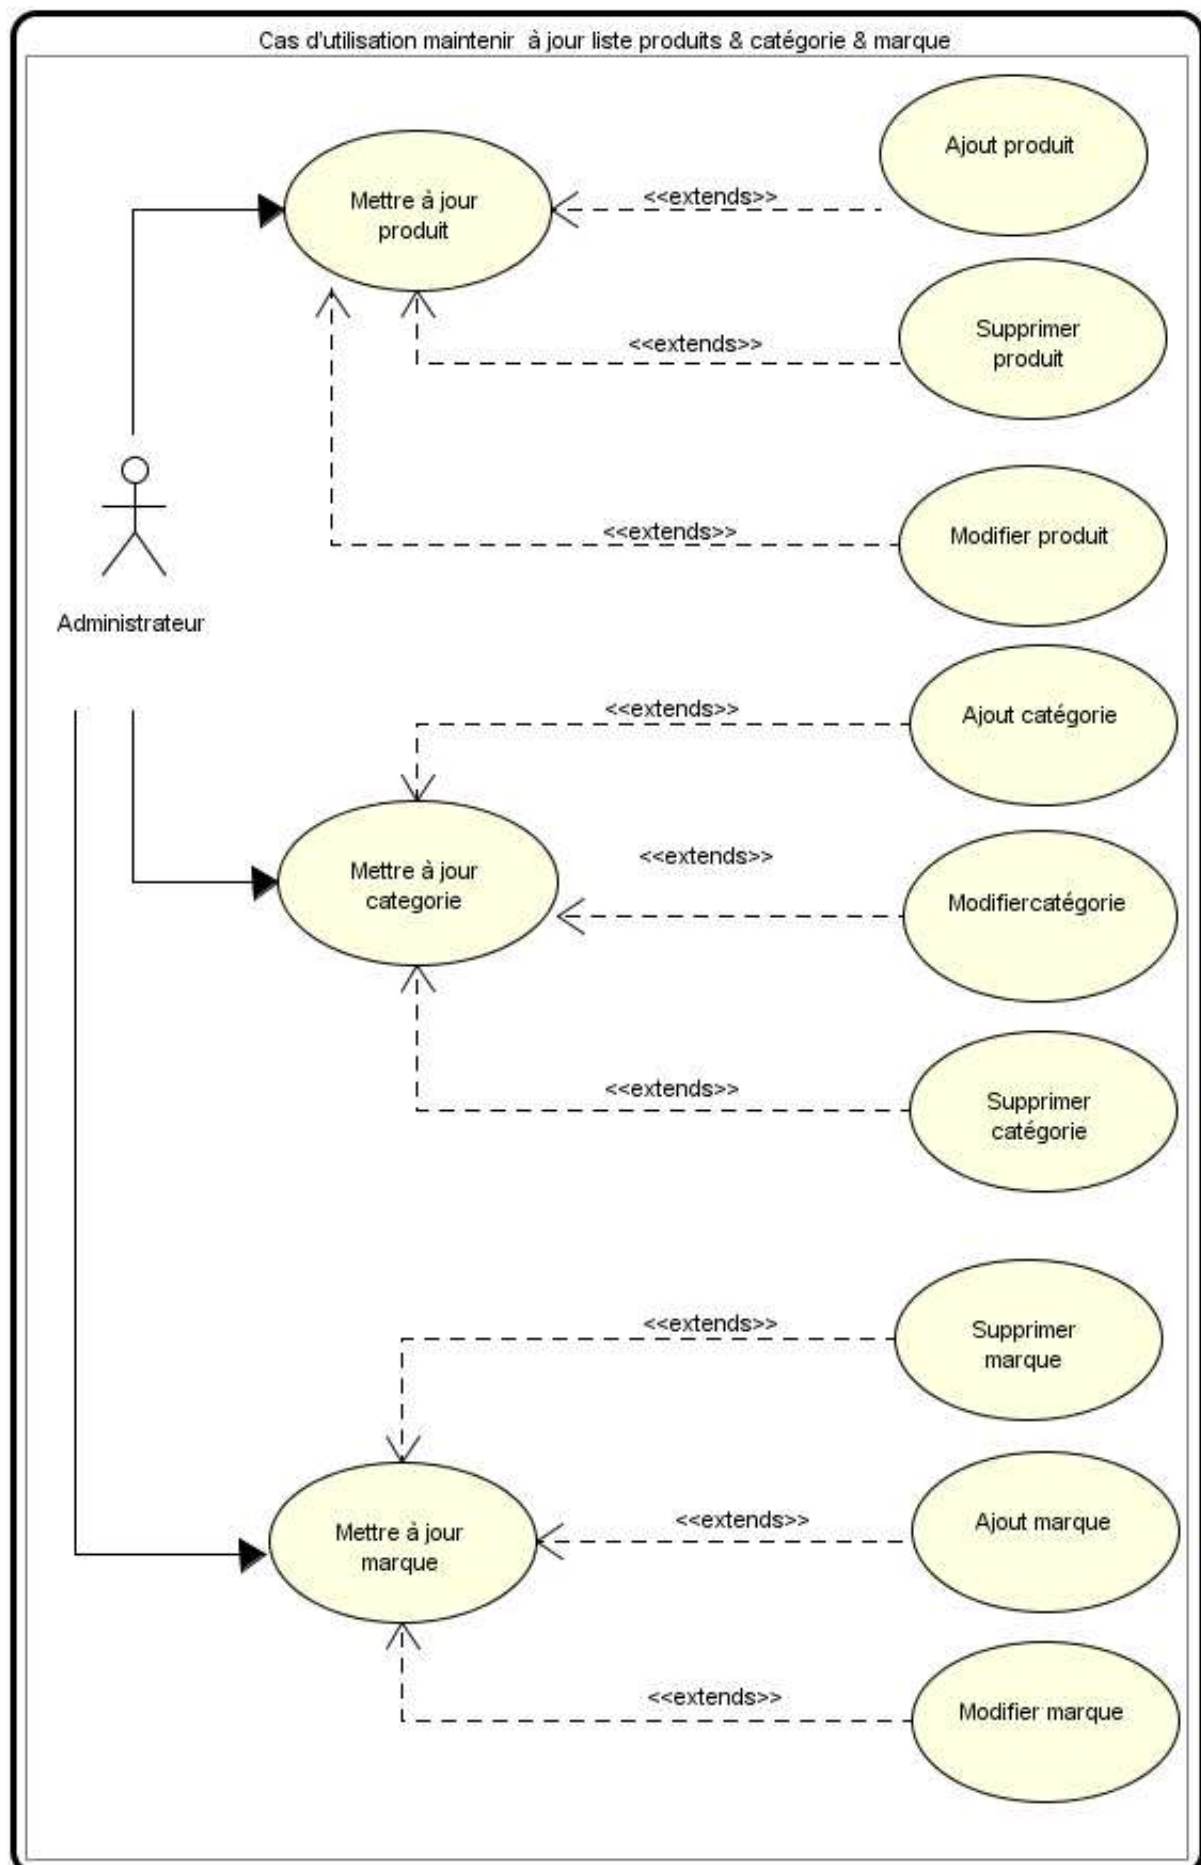 Cas d'utilisation maintenir à jour liste produits & catégorie & marque
Ajout produit
Mettre à jour
produit
<<extends>>
Supprimer
produit
<<extends>>
Modifier produit
<<extends>>
Administrateur
<<extends>>
Ajout catégorie
Mettre à jour
categorie
<<extends>>
Modifiercatégorie
<<extends>>
Supprimer
catégorie
<<extends>>
Supprimer
marque
Mettre à jour
marque
<<extends>>
Ajout marque
<<extends>>
Modifier marque